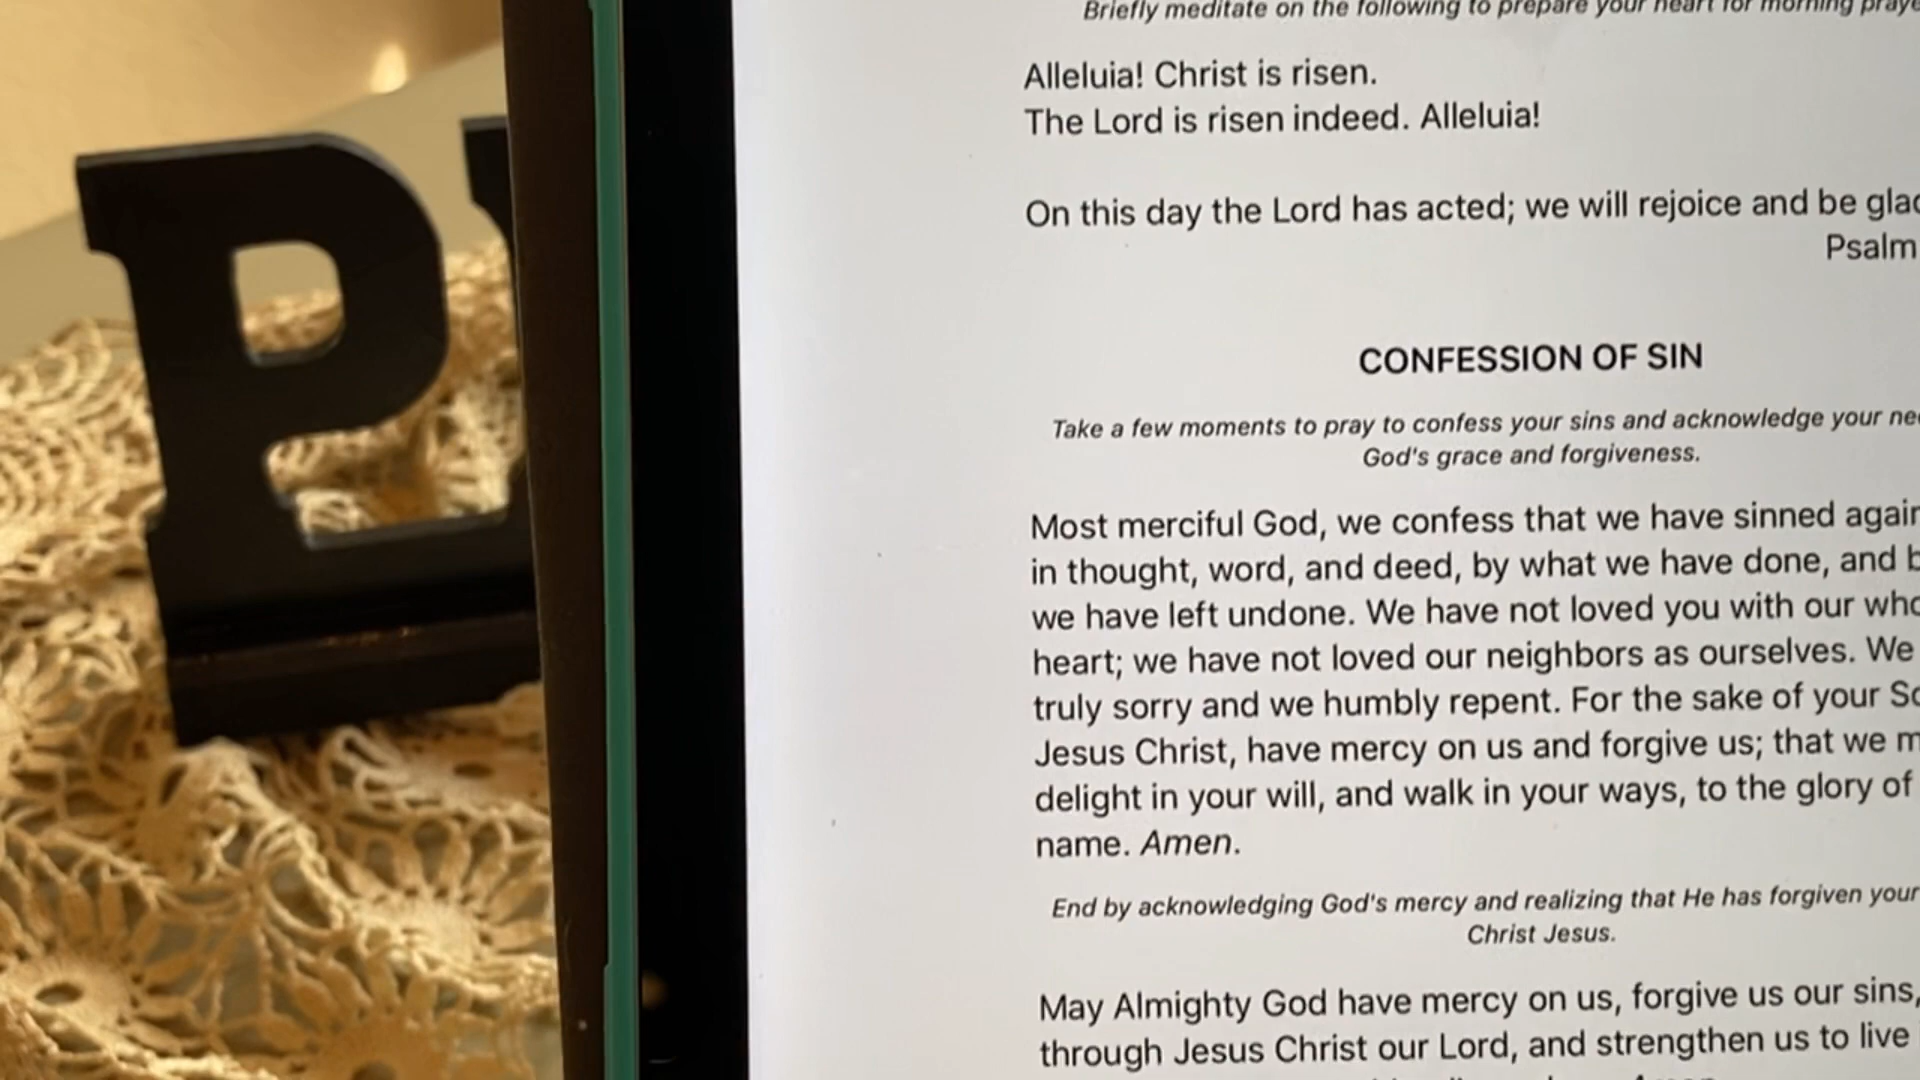 P
Briefly meditate on the following to prepare your heart for morning
Alleluia! Christ is risen.
The Lord is risen indeed. Alleluia!
On this day the Lord has acted; we will rejoice and be
Psalm
CONFESSION OF SIN
Take a few moments to pray to confess your sins and acknowledge your
God's grace and forgiveness.
Most merciful God, we confess that we have sinned
in thought, word, and deed, by what we have done, and
we have left undone. We have not loved you with our
heart; we have not loved our neighbors as ourselves. We
truly sorry and we humbly repent. For the sake of your
Jesus Christ, have mercy on us and forgive us; that we
delight in your will, and walk in your ways, to the glory of
name. Amen.
End by acknowledging God's mercy and realizing that He has forgiven your
Christ Jesus.
May Almighty God have mercy on us, forgive us our sins,
through Jesus Christ our Lord, and strengthen us to live